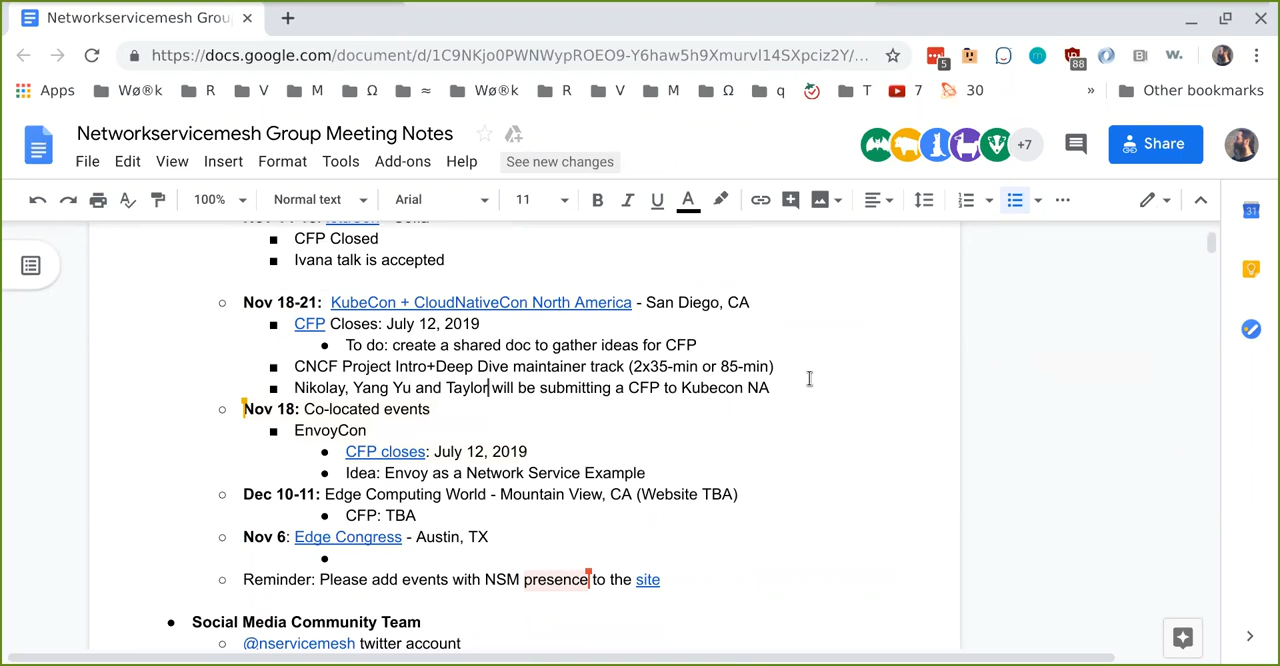 Networkservicemesh Grou
https://docs.google.com/document/d/1C9NKjo0PWNWypROEO9-Y6haw5h9Xmurvl14SXpciz2Y/...
5
88
Apps Wø®k R V M Ω ≈ Wø®k R V M Ω q T 7 30 » Other bookmarks
Networkservicemesh Group Meeting Notes
+7
Share
File Edit View Insert Format Tools Add-ons Help See new changes
100% Normal text Arial 11 B I U A
CFP Closed
Ivana talk is accepted
Nov 18-21: KubeCon + CloudNativeCon North America - San Diego, CA
CFP Closes: July 12, 2019
To do: create a shared doc to gather ideas for CFP
CNCF Project Intro+Deep Dive maintainer track (2x35-min or 85-min)
Nikolay, Yang Yu and Taylor will be submitting a CFP to Kubecon NA
Nov 18: Co-located events
EnvoyCon
CFP closes: July 12, 2019
Idea: Envoy as a Network Service Example
Dec 10-11: Edge Computing World - Mountain View, CA (Website TBA)
CFP: TBA
Nov 6: Edge Congress - Austin, TX
Reminder: Please add events with NSM presence to the site
Social Media Community Team
@nservicemesh twitter account
31